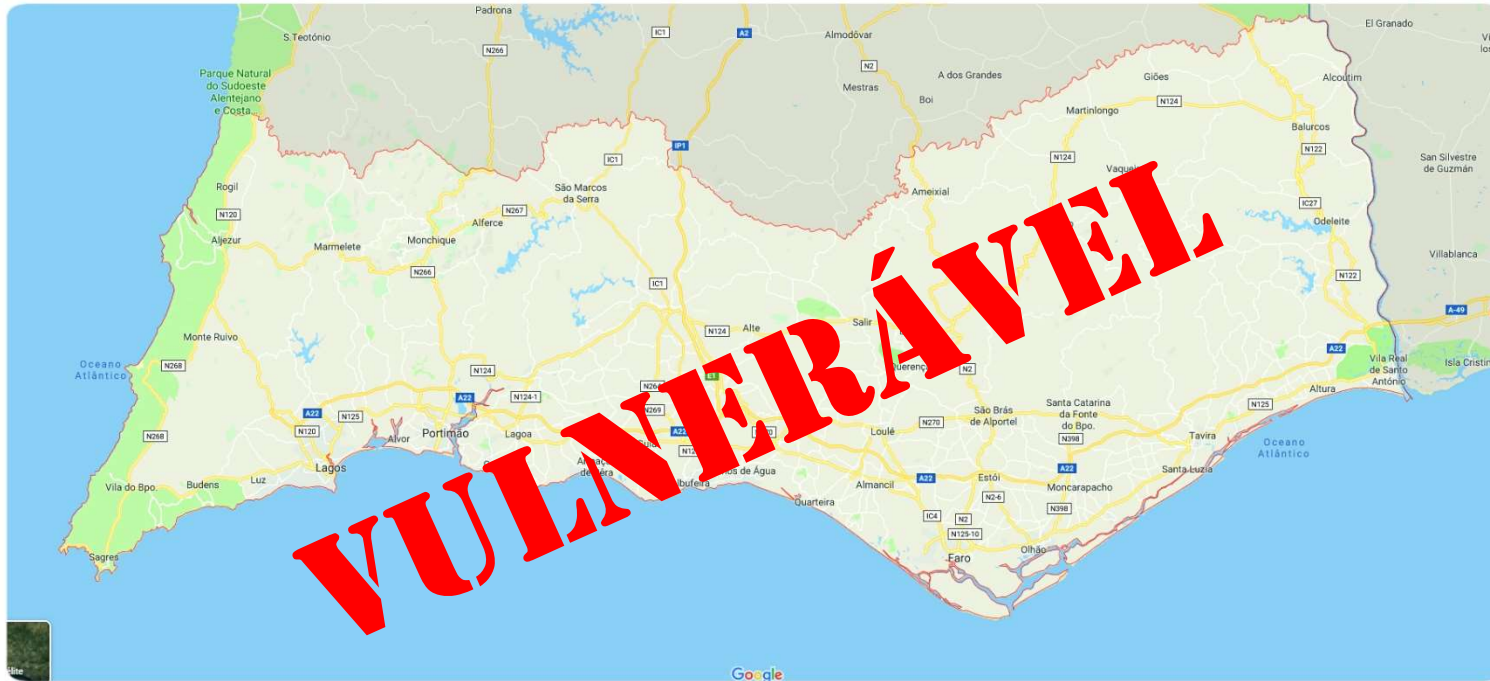 Padrona
El Granado
S.Teotónio
IC1
A2
Almodôvar
N266
N2
Parque Natural
do Sudoeste
Alentejano
e Costa...
Mestras
A dos Grandes
Boi
Giões
Alcoutim
N124
Martinlongo
Balurcos
IP1
IC1
N124
N122
San Silvestre
de Guzmán
Rogil
São Marcos
da Serra
Ameixial
N120
N267
Alferce
IC27
Odeleite
Aljezur
Marmelete
Monchique
N266
Villablanca
IC1
N122
VULNERÁVEL
A-49
Monte Ruivo
N124
Alte
Salir
Oceano
Atlântico
N268
N124
A22
Vila Real
de Santo
António
Isla Cristin
E1
N2
Altura
N124-1
A22
N269
N125
A22
N125
N120
Alvor
Portimão
Lagoa
Loulé
N270
São Brás
de Alportel
Santa Catarina
da Fonte
do Bpo.
N398
Tavira
Oceano
Atlântico
N268
Lagos
A22
Santa Luzia
Vila do Bpo.
Budens
Luz
Almancil
A22
Estói
A22
Moncarapacho
Quarteira
N2-6
N398
IC4
N2
N125-10
Olhão
Sagres
Faro
Google